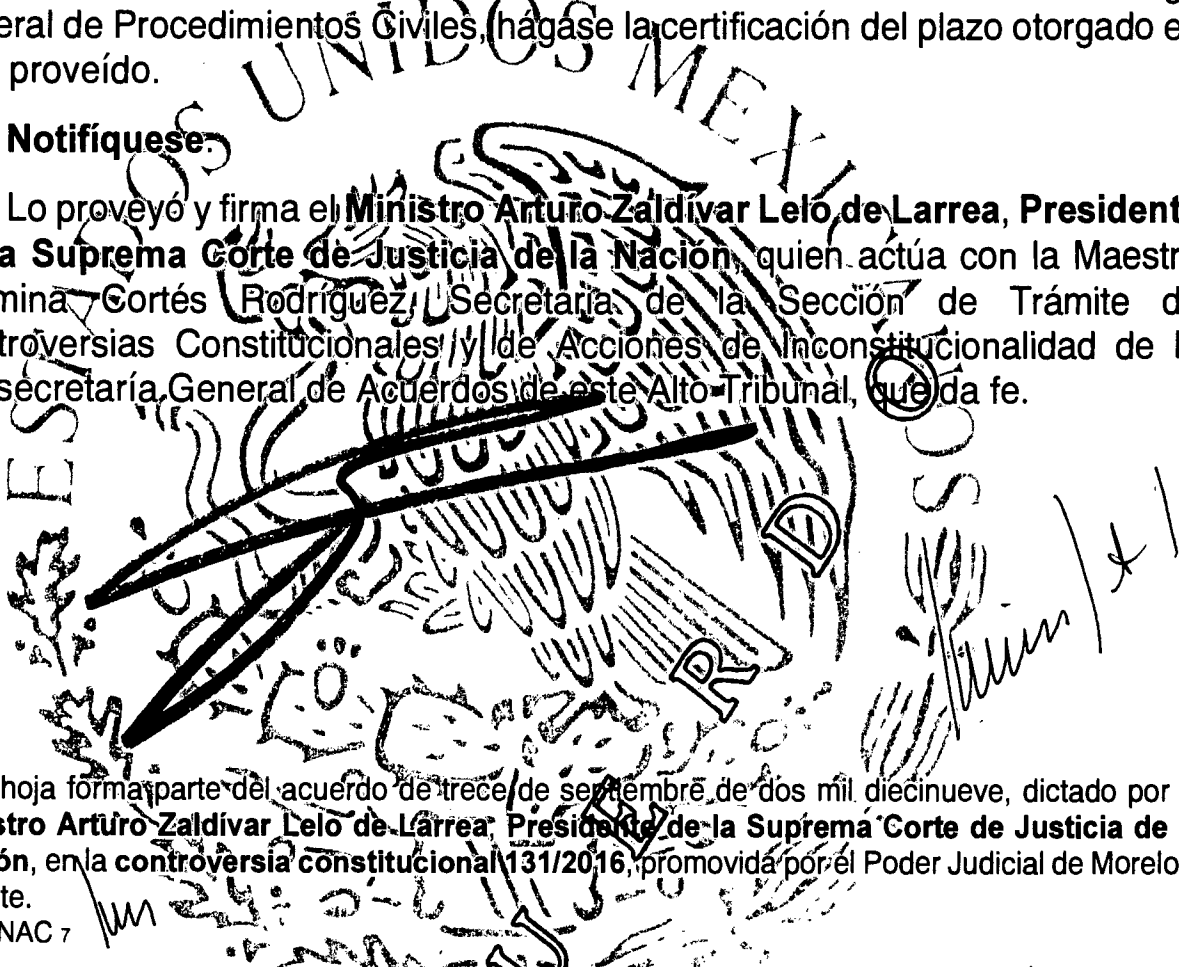 eral de Procedimientos Civiles, hágase la certificación del plazo otorgado e
proveído.
Notifíquese.
Lo proveyó y firma el Ministro Arturo Zaldívar Lelo de Larrea, President
a Suprema Corte de Justicia de la Nación, quien actúa con la Maestr
mina Cortés Rodríguez, Secretaria de la Sección de Trámite d
troversias Constitucionales y de Acciones de Inconstitucionalidad de l
secretaría General de Acuerdos de este Alto Tribunal, que da fe.
hoja forma parte del acuerdo de trece de septiembre de dos mil diecinueve, dictado por
stro Arturo Zaldívar Lelo de Larrea, Presidente de la Suprema Corte de Justicia de
ón, en la controversia constitucional 131/2016, promovida por el Poder Judicial de Morelo
te.
NAC 7
ESTADOS UNIDOS MEXICANOS
U E R D O